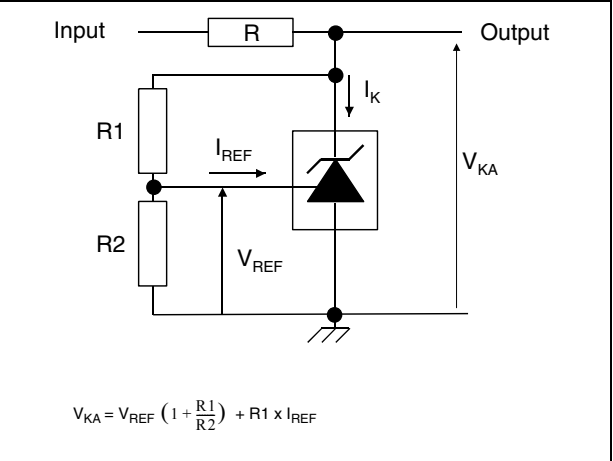 Input R Output
I_K
R1
I_REF
V_KA
R2
V_REF
V_KA = V_REF (1 + R1/R2) + R1 x I_REF